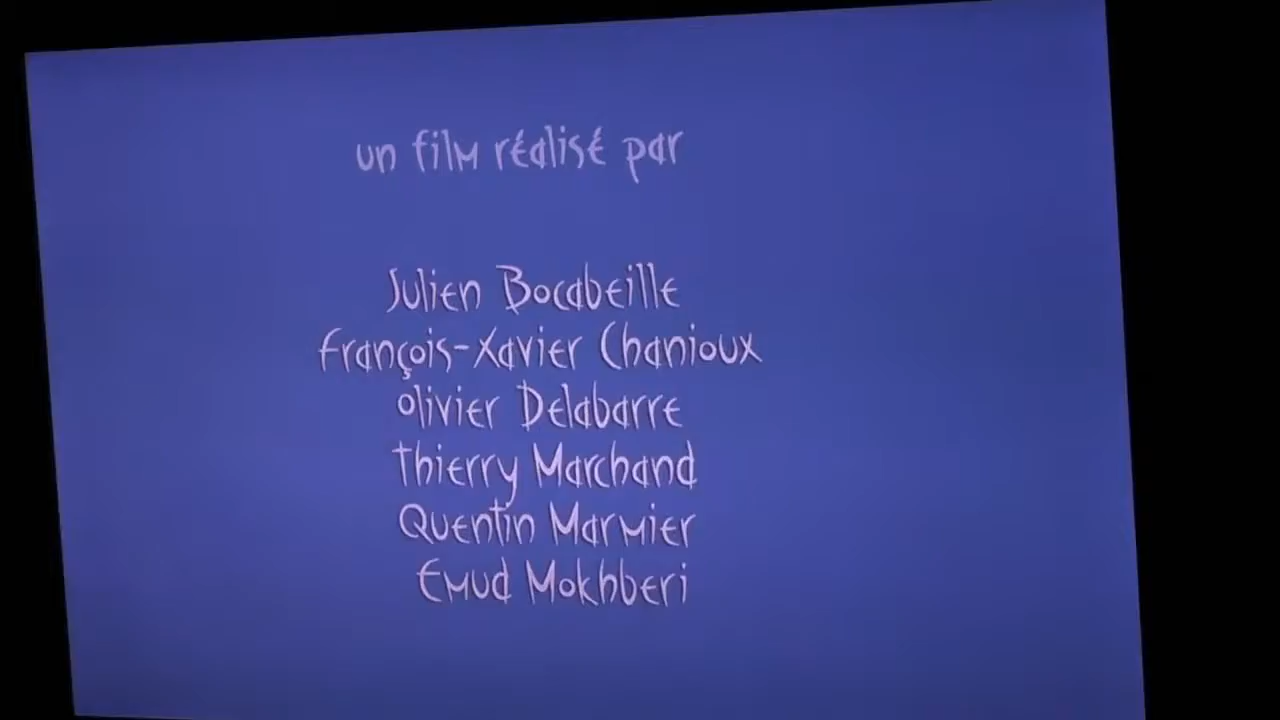 un film réalisé par
Julien Bocabeille
François-Xavier Chanioux
Olivier Delabarre
Thierry Marchand
Quentin Marmier
Emud Mokhberi